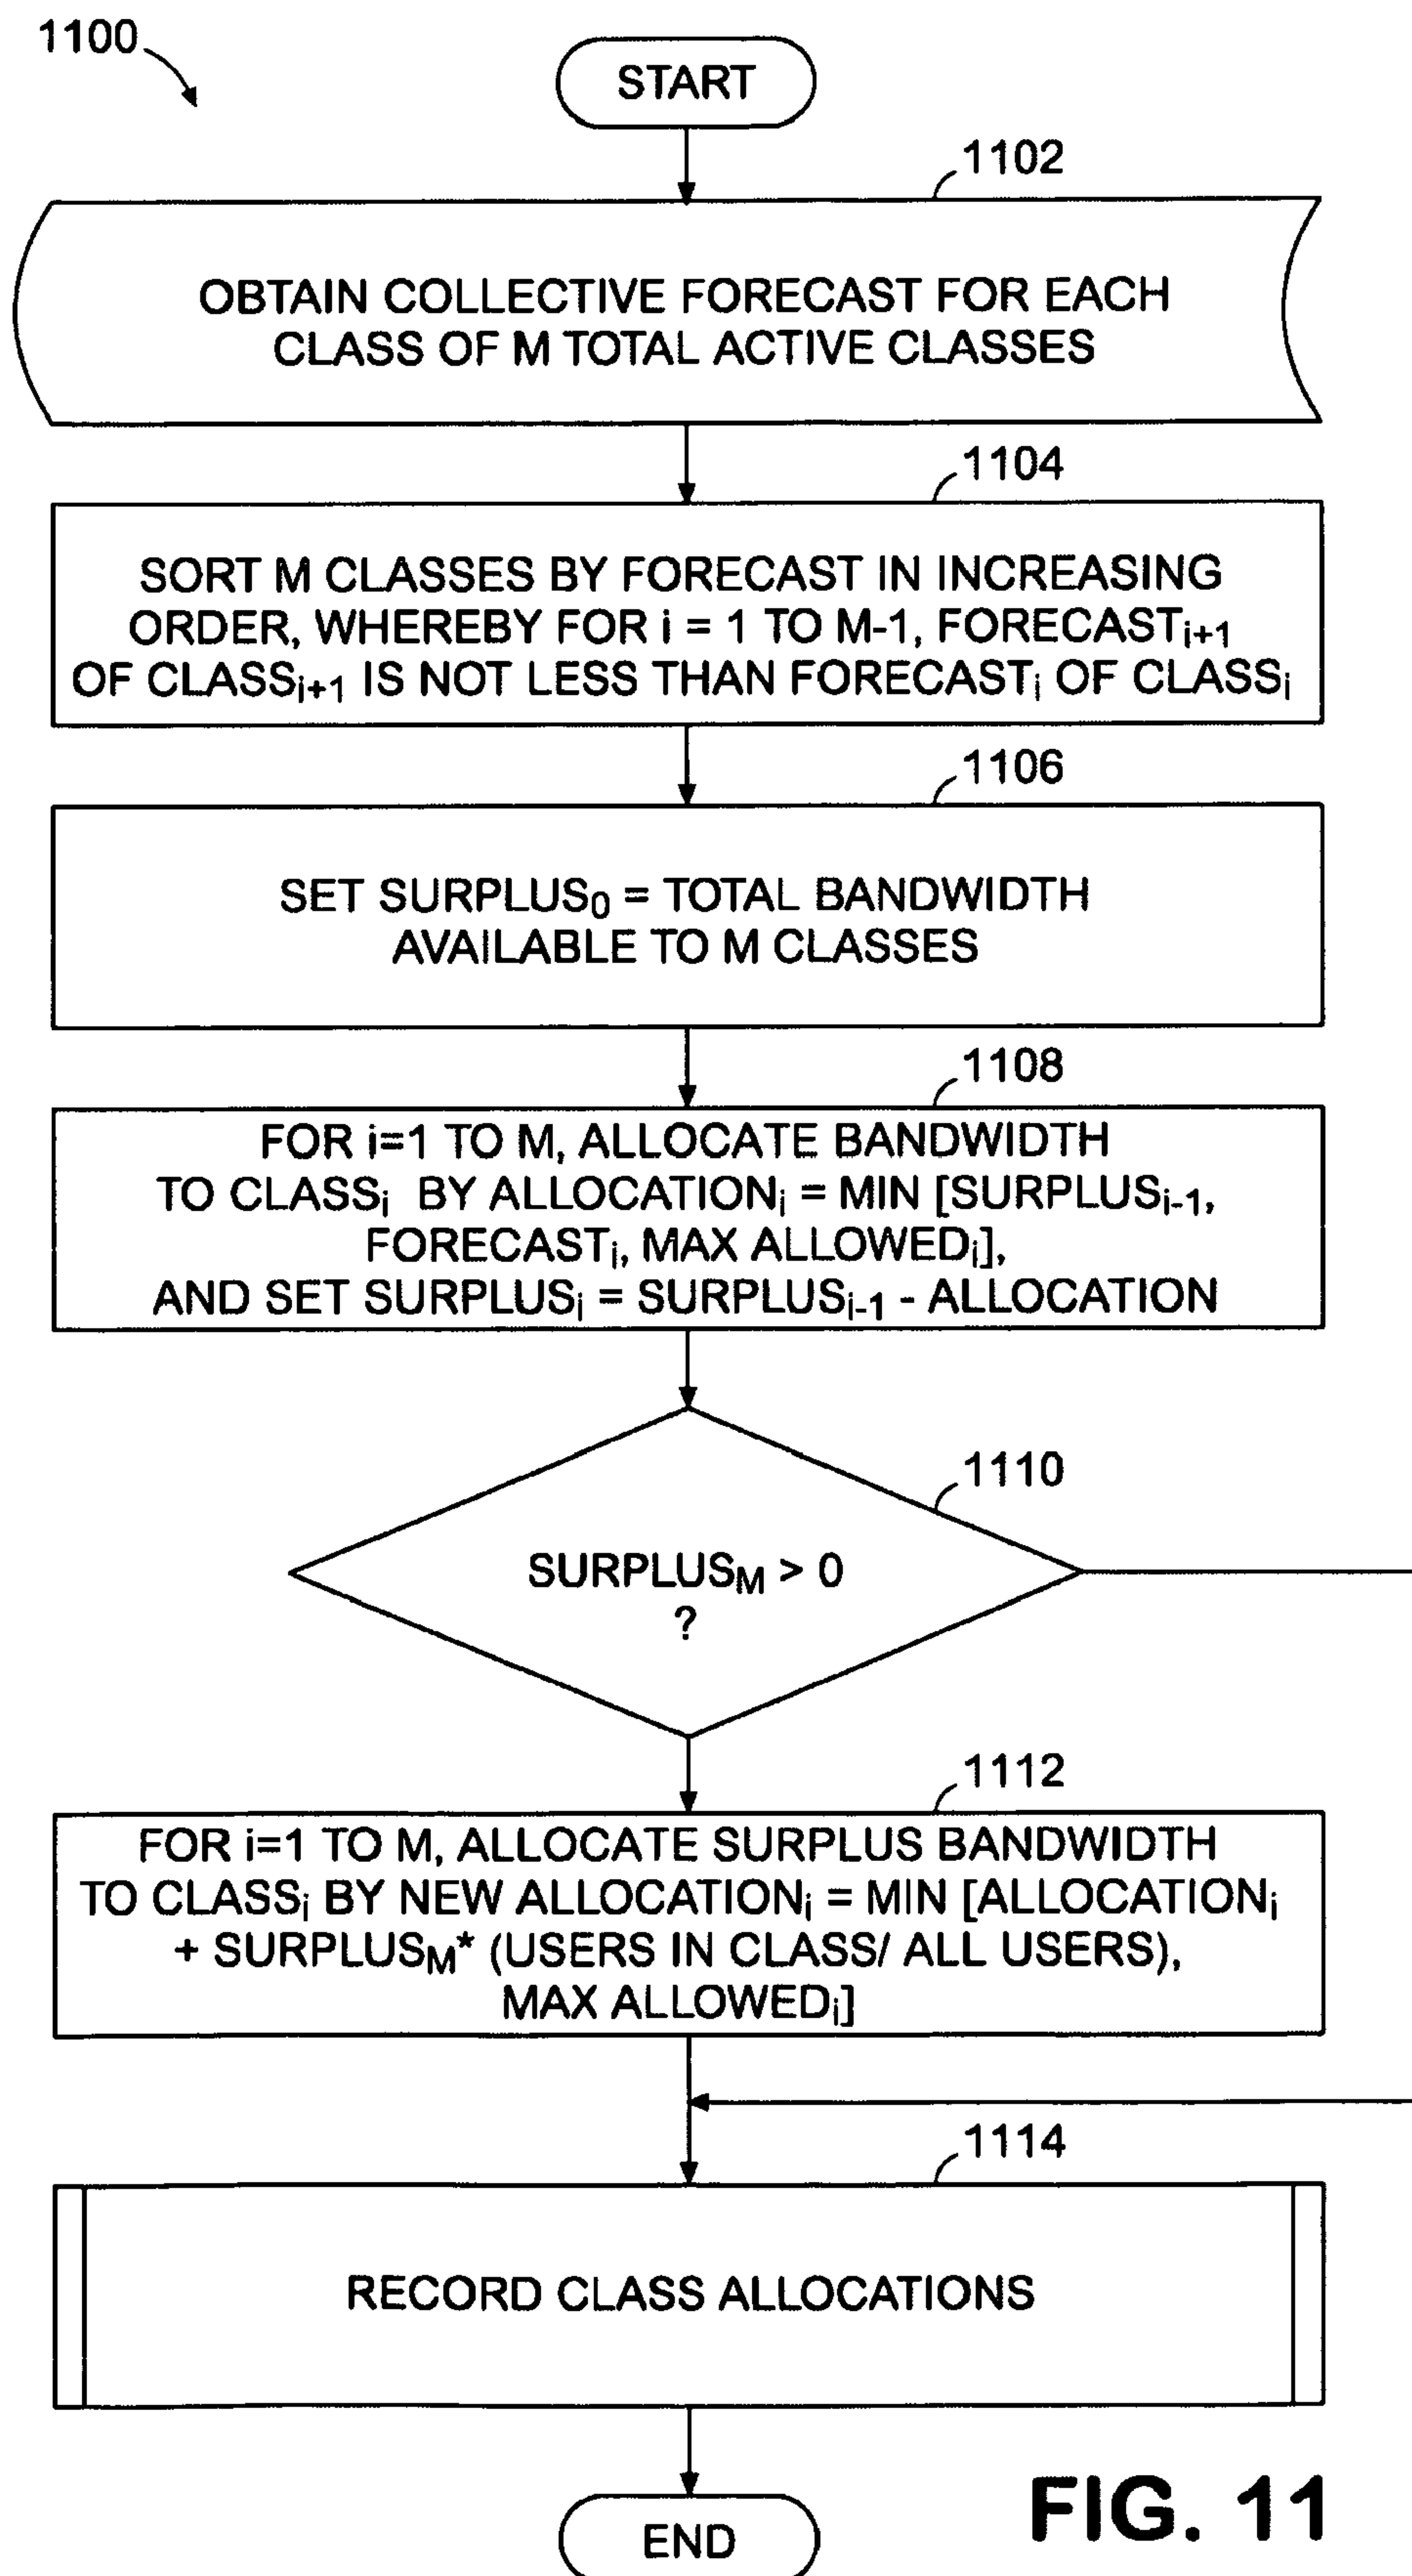 1100
START
1102
OBTAIN COLLECTIVE FORECAST FOR EACH
CLASS OF M TOTAL ACTIVE CLASSES
1104
SORT M CLASSES BY FORECAST IN INCREASING
ORDER, WHEREBY FOR i = 1 TO M-1, FORECASTi+1
OF CLASSi+1 IS NOT LESS THAN FORECASTi OF CLASSi
1106
SET SURPLUS0 = TOTAL BANDWIDTH
AVAILABLE TO M CLASSES
1108
FOR i=1 TO M, ALLOCATE BANDWIDTH
TO CLASSi BY ALLOCATIONi = MIN [SURPLUSi-1,
FORECASTi, MAX ALLOWEDi],
AND SET SURPLUSi = SURPLUSi-1 - ALLOCATION
1110
SURPLUSM > 0
?
1112
FOR i=1 TO M, ALLOCATE SURPLUS BANDWIDTH
TO CLASSi BY NEW ALLOCATIONi = MIN [ALLOCATIONi
+ SURPLUSM* (USERS IN CLASS/ ALL USERS),
MAX ALLOWEDi]
1114
RECORD CLASS ALLOCATIONS
END
FIG. 11